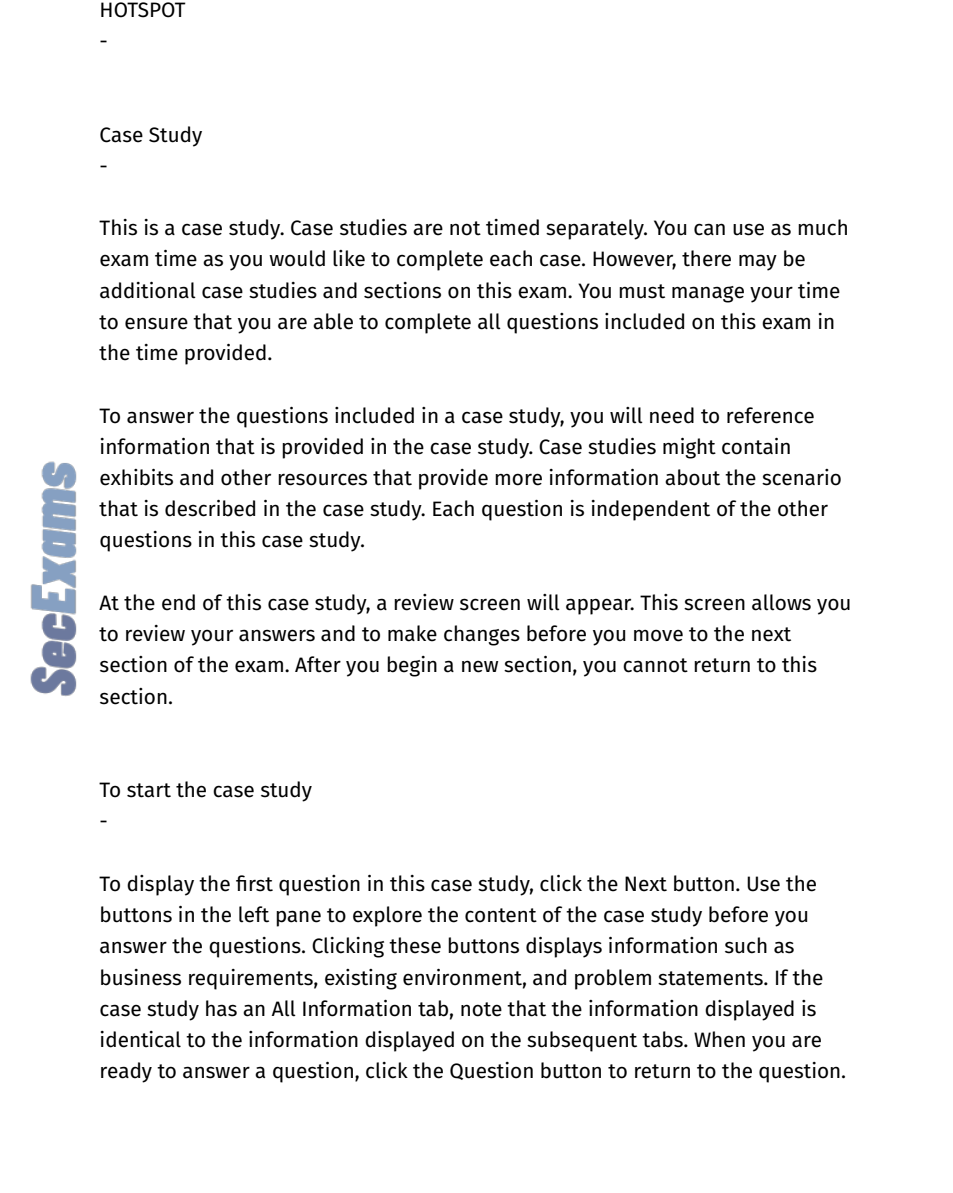 HOTSPOT
-
Case Study
-
This is a case study. Case studies are not timed separately. You can use as much
exam time as you would like to complete each case. However, there may be
additional case studies and sections on this exam. You must manage your time
to ensure that you are able to complete all questions included on this exam in
the time provided.
To answer the questions included in a case study, you will need to reference
information that is provided in the case study. Case studies might contain
exhibits and other resources that provide more information about the scenario
that is described in the case study. Each question is independent of the other
questions in this case study.
At the end of this case study, a review screen will appear. This screen allows you
to review your answers and to make changes before you move to the next
section of the exam. After you begin a new section, you cannot return to this
section.
To start the case study
-
To display the first question in this case study, click the Next button. Use the
buttons in the left pane to explore the content of the case study before you
answer the questions. Clicking these buttons displays information such as
business requirements, existing environment, and problem statements. If the
case study has an All Information tab, note that the information displayed is
identical to the information displayed on the subsequent tabs. When you are
ready to answer a question, click the Question button to return to the question.
SecExams